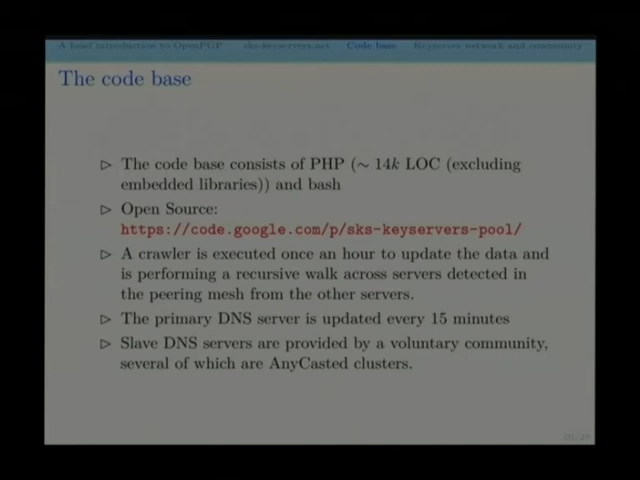 A brief introduction to OpenPGP sks-keyservers.net Code base Keyserver network and community
The code base
▷ The code base consists of PHP (∼ 14k LOC (excluding
embedded libraries)) and bash
▷ Open Source:
https://code.google.com/p/sks-keyservers-pool/
▷ A crawler is executed once an hour to update the data and
is performing a recursive walk across servers detected in
the peering mesh from the other servers.
▷ The primary DNS server is updated every 15 minutes
▷ Slave DNS servers are provided by a voluntary community,
several of which are AnyCasted clusters.